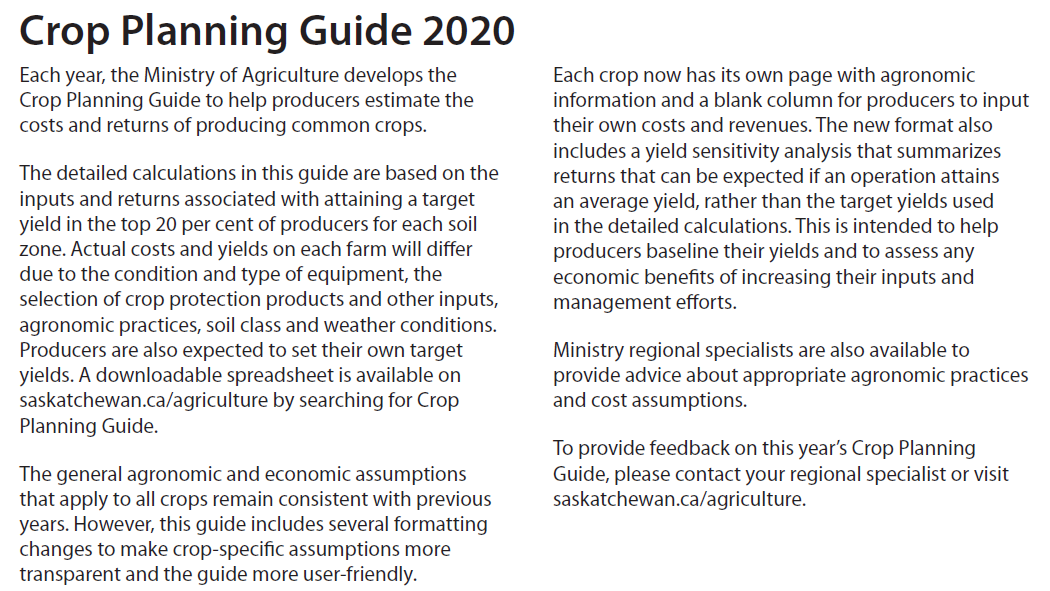 Crop Planning Guide 2020
Each year, the Ministry of Agriculture develops the
Crop Planning Guide to help producers estimate the
costs and returns of producing common crops.
The detailed calculations in this guide are based on the
inputs and returns associated with attaining a target
yield in the top 20 per cent of producers for each soil
zone. Actual costs and yields on each farm will differ
due to the condition and type of equipment, the
selection of crop protection products and other inputs,
agronomic practices, soil class and weather conditions.
Producers are also expected to set their own target
yields. A downloadable spreadsheet is available on
saskatchewan.ca/agriculture by searching for Crop
Planning Guide.
The general agronomic and economic assumptions
that apply to all crops remain consistent with previous
years. However, this guide includes several formatting
changes to make crop-specific assumptions more
transparent and the guide more user-friendly.
Each crop now has its own page with agronomic
information and a blank column for producers to input
their own costs and revenues. The new format also
includes a yield sensitivity analysis that summarizes
returns that can be expected if an operation attains
an average yield, rather than the target yields used
in the detailed calculations. This is intended to help
producers baseline their yields and to assess any
economic benefits of increasing their inputs and
management efforts.
Ministry regional specialists are also available to
provide advice about appropriate agronomic practices
and cost assumptions.
To provide feedback on this year’s Crop Planning
Guide, please contact your regional specialist or visit
saskatchewan.ca/agriculture.